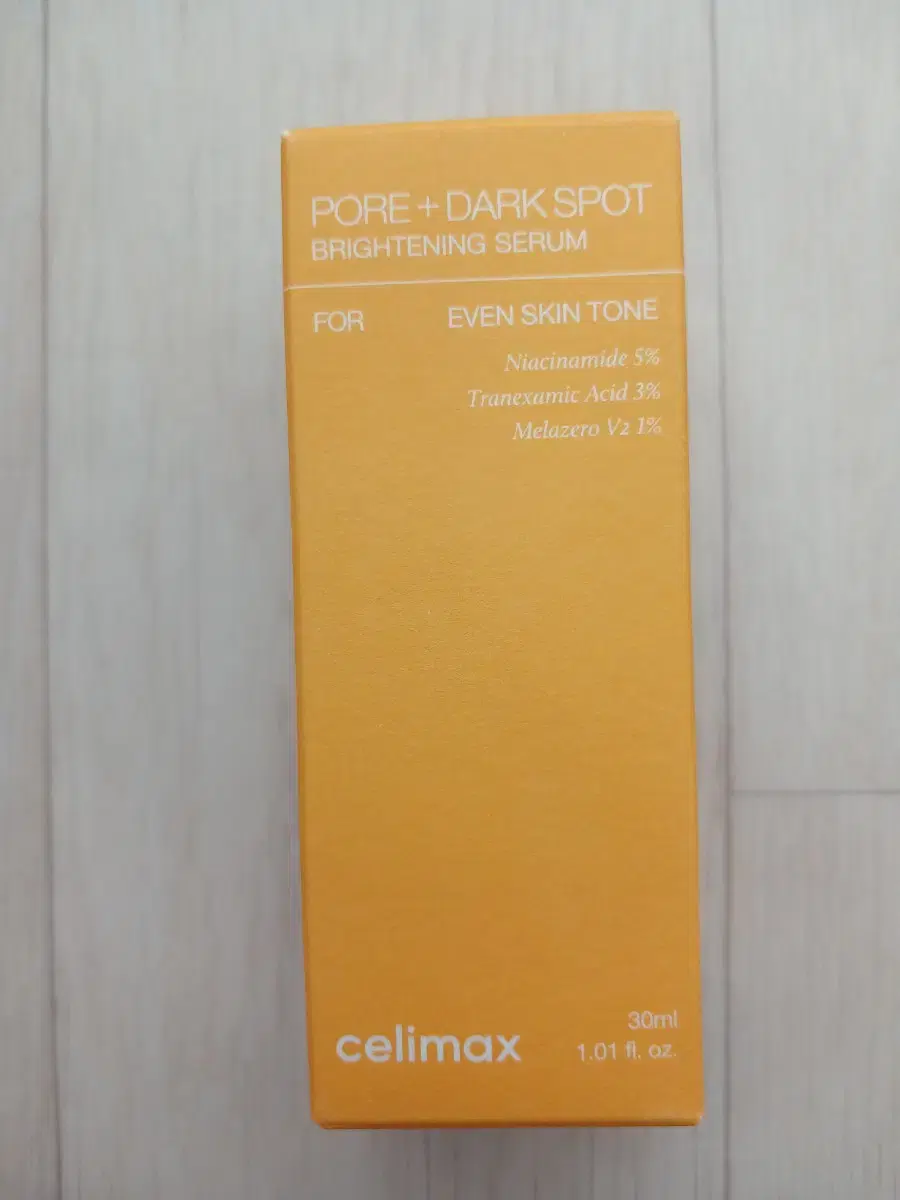 PORE + DARK SPOT
BRIGHTENING SERUM
FOR EVEN SKIN TONE
Niacinamide 5%
Tranexamic Acid 3%
Melazero V2 1%
30ml
celimax 1.01 fl. oz.